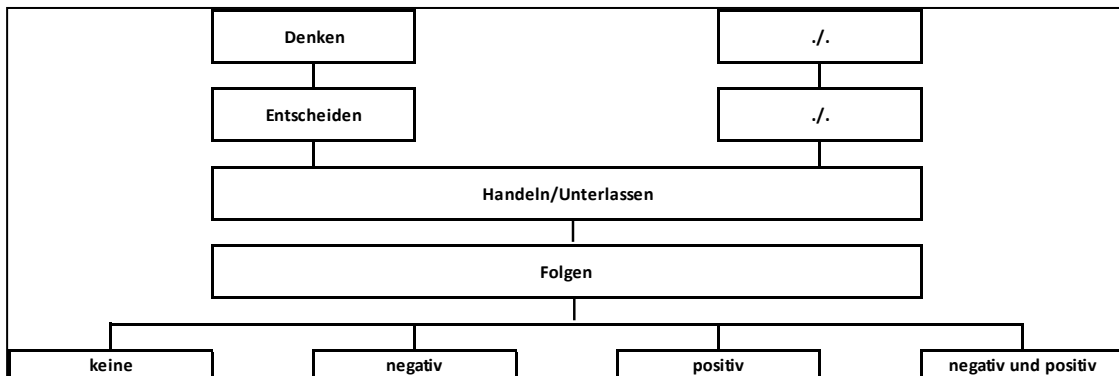 Denken
./.
Entscheiden
./.
Handeln/Unterlassen
Folgen
keine
negativ
positiv
negativ und positiv